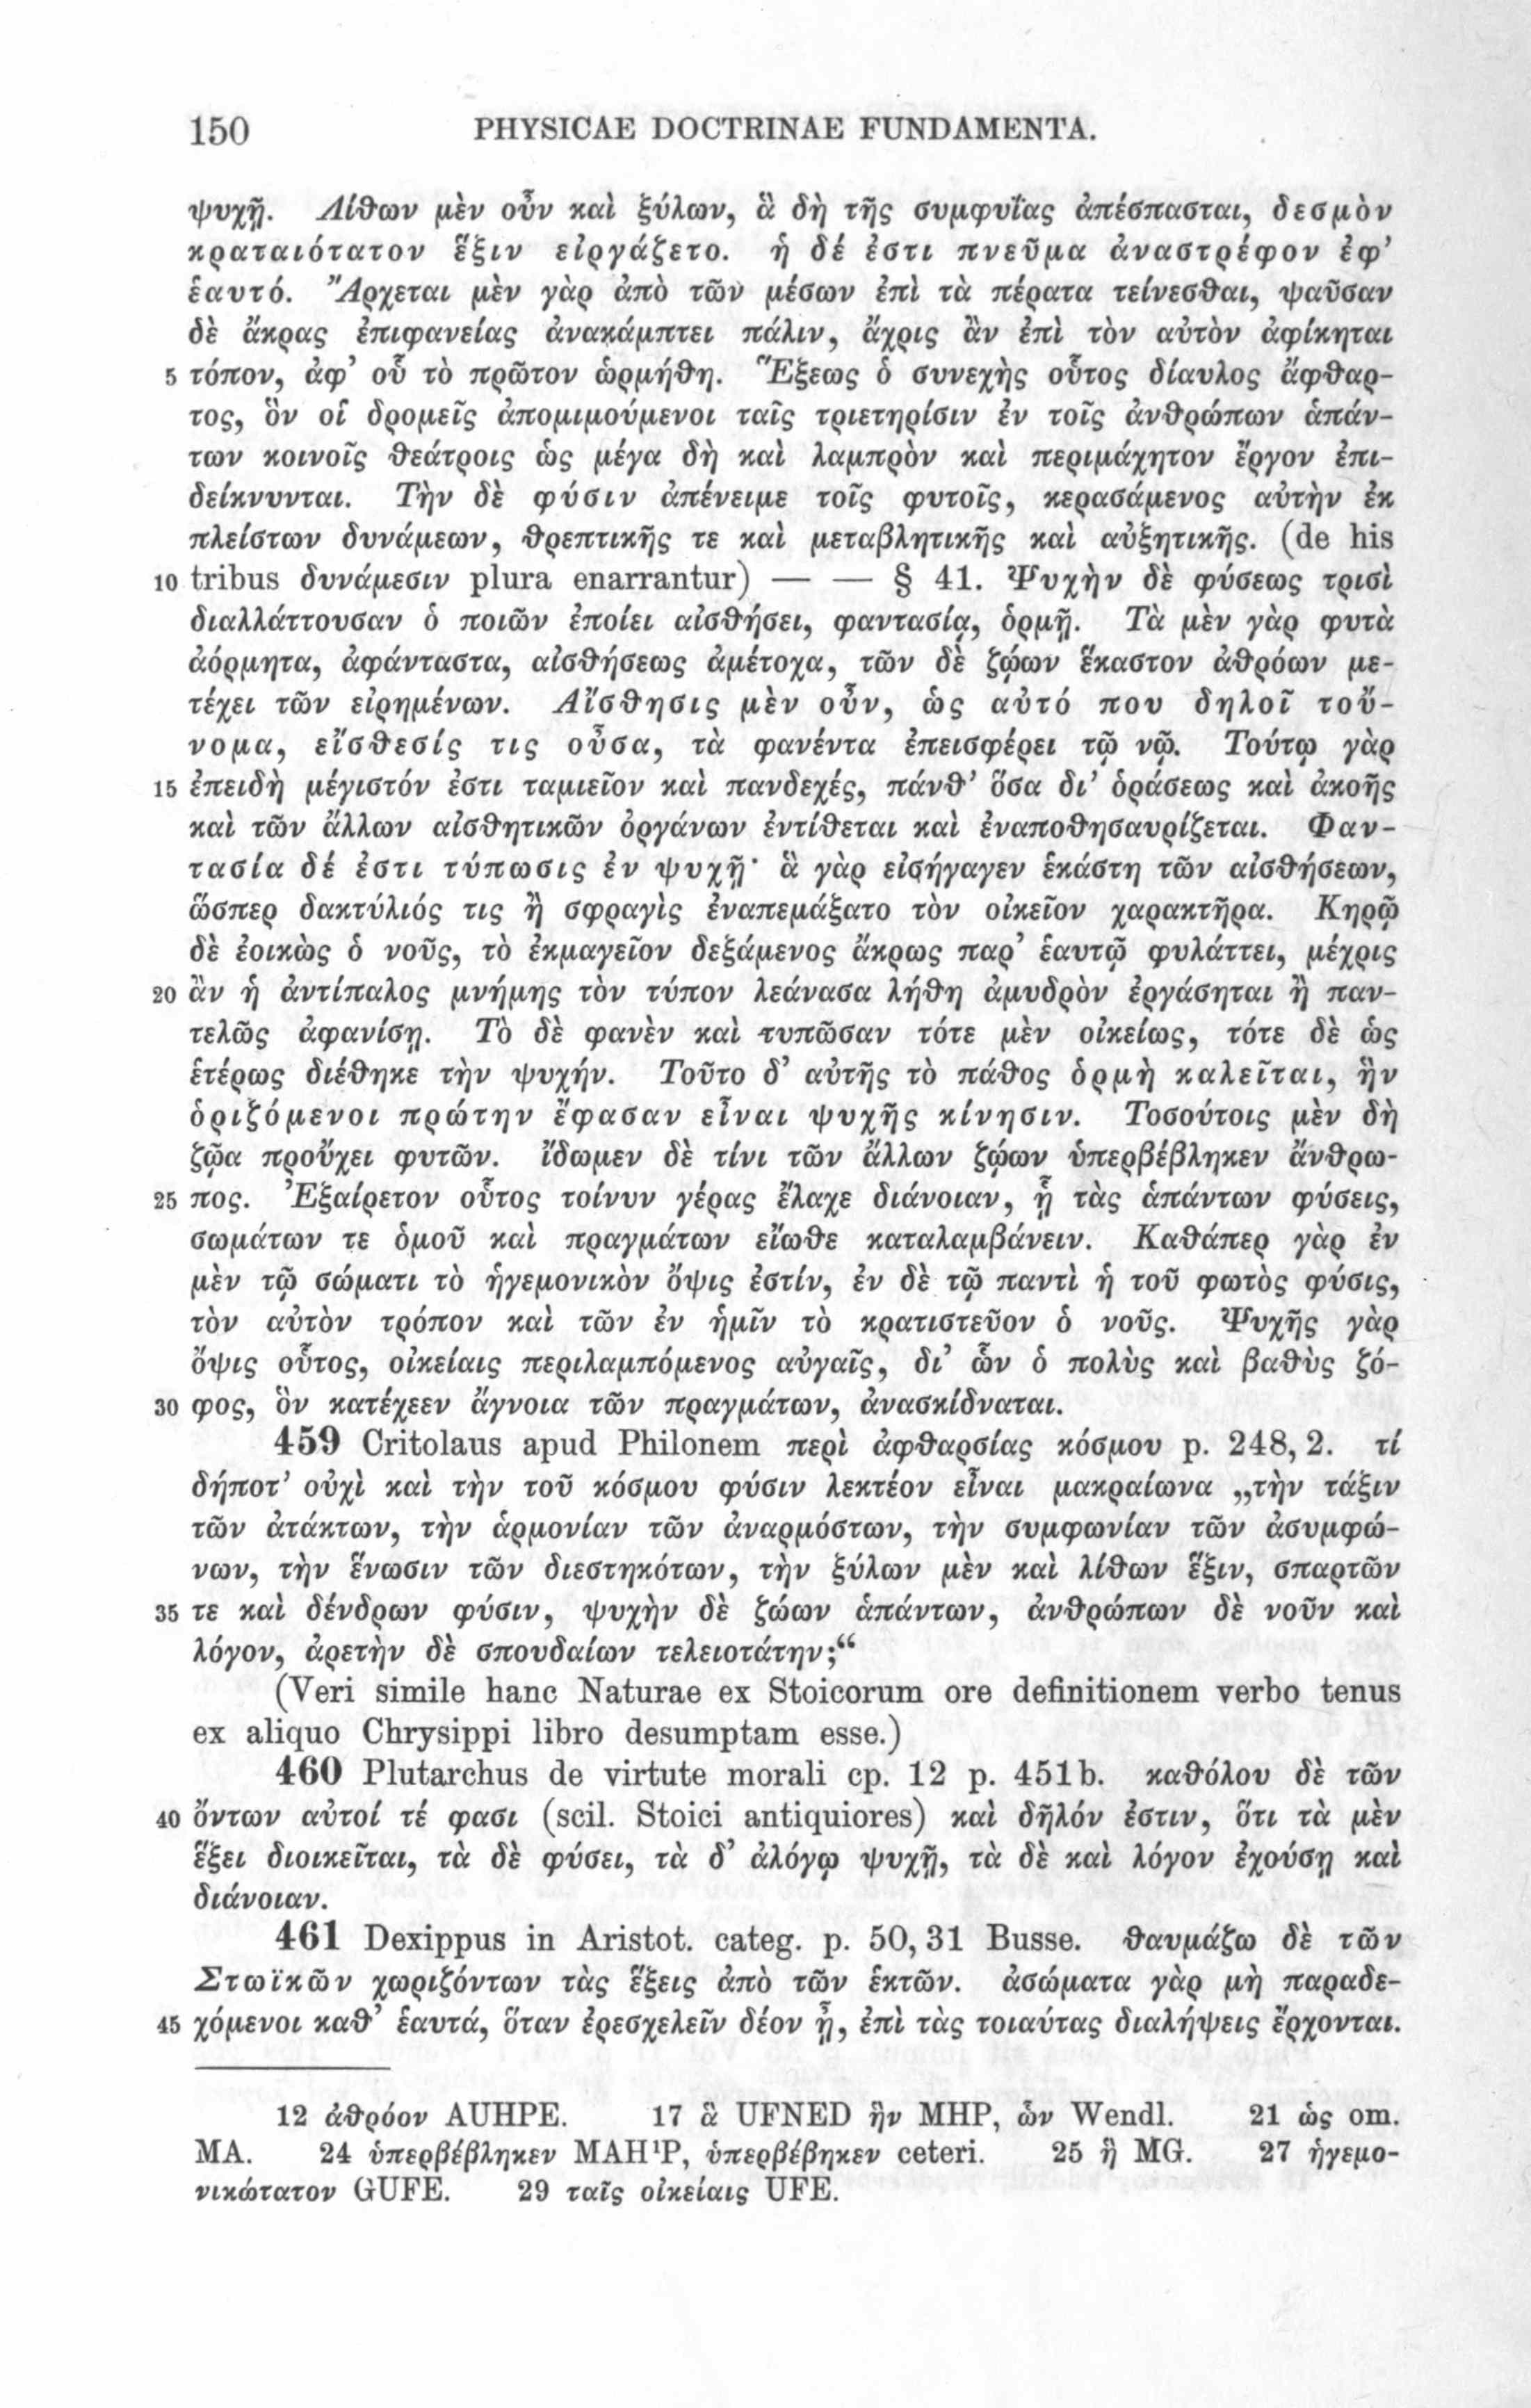 150 PHYSICAE DOCTRINAE FUNDAMENTA.
ψυχῇ. Λίθων μὲν οὖν καὶ ξύλων, ἃ δὴ τῆς συμφυΐας ἀπέσπασται, δεσμὸν
κραταιότατον ἕξιν εἰργάζετο. ἡ δέ ἐστι πνεῦμα ἀναστρέφον ἐφ’
ἑαυτό. Ἄρχεται μὲν γὰρ ἀπὸ τῶν μέσων ἐπὶ τὰ πέρατα τείνεσθαι, ψαῦσαν
δὲ ἄκρας ἐπιφανείας ἀνακάμπτει πάλιν, ἄχρις ἂν ἐπὶ τὸν αὐτὸν ἀφίκηται
5 τόπον, ἀφ’ οὗ τὸ πρῶτον ὡρμήθη. Ἕξεως ὁ συνεχὴς οὗτος δίαυλος ἄφθαρ-
τος, ὃν οἱ δρομεῖς ἀπομιμούμενοι ταῖς τριετηρίσιν ἐν τοῖς ἀνθρώπων ἁπάν-
των κοινοῖς θεάτροις ὡς μέγα δὴ καὶ λαμπρὸν καὶ περιμάχητον ἔργον ἐπι-
δείκνυνται. Τὴν δὲ φύσιν ἀπένειμε τοῖς φυτοῖς, κερασάμενος αὐτὴν ἐκ
πλείστων δυνάμεων, θρεπτικῆς τε καὶ μεταβλητικῆς καὶ αὐξητικῆς. (de his
10 tribus δυνάμεσιν plura enarrantur) — — § 41. Ψυχὴν δὲ φύσεως τρισὶ
διαλλάττουσαν ὁ ποιῶν ἐποίει αἰσθήσει, φαντασίᾳ, ὁρμῇ. Τὰ μὲν γὰρ φυτὰ
ἀόρμητα, ἀφάνταστα, αἰσθήσεως ἀμέτοχα, τῶν δὲ ζῴων ἕκαστον ἀθρόων με-
τέχει τῶν εἰρημένων. Αἴσθησις μὲν οὖν, ὡς αὐτό που δηλοῖ τοὔ-
νομα, εἴσθεσίς τις οὖσα, τὰ φανέντα ἐπεισφέρει τῷ νῷ. Τούτῳ γὰρ
15 ἐπειδὴ μέγιστόν ἐστι ταμιεῖον καὶ πανδεχές, πάνθ’ ὅσα δι’ ὁράσεως καὶ ἀκοῆς
καὶ τῶν ἄλλων αἰσθητικῶν ὀργάνων ἐντίθεται καὶ ἐναποθησαυρίζεται. Φαν-
τασία δέ ἐστι τύπωσις ἐν ψυχῇ· ἃ γὰρ εἰσήγαγεν ἑκάστη τῶν αἰσθήσεων,
ὥσπερ δακτύλιός τις ἢ σφραγὶς ἐναπεμάξατο τὸν οἰκεῖον χαρακτῆρα. Κηρῷ
δὲ ἐοικὼς ὁ νοῦς, τὸ ἐκμαγεῖον δεξάμενος ἄκρως παρ’ ἑαυτῷ φυλάττει, μέχρις
20 ἂν ἡ ἀντίπαλος μνήμης τὸν τύπον λεάνασα λήθη ἀμυδρὸν ἐργάσηται ἢ παν-
τελῶς ἀφανίσῃ. Τὸ δὲ φανὲν καὶ τυπῶσαν τότε μὲν οἰκείως, τότε δὲ ὡς
ἑτέρως διέθηκε τὴν ψυχήν. Τοῦτο δ’ αὐτῆς τὸ πάθος ὁρμὴ καλεῖται, ἣν
ὁριζόμενοι πρώτην ἔφασαν εἶναι ψυχῆς κίνησιν. Τοσούτοις μὲν δὴ
ζῷα προὔχει φυτῶν. ἴδωμεν δὲ τίνι τῶν ἄλλων ζῴων ὑπερβέβληκεν ἄνθρω-
25 πος. Ἐξαίρετον οὗτος τοίνυν γέρας ἔλαχε διάνοιαν, ᾗ τὰς ἁπάντων φύσεις,
σωμάτων τε ὁμοῦ καὶ πραγμάτων εἴωθε καταλαμβάνειν. Καθάπερ γὰρ ἐν
μὲν τῷ σώματι τὸ ἡγεμονικὸν ὄψις ἐστίν, ἐν δὲ τῷ παντὶ ἡ τοῦ φωτὸς φύσις,
τὸν αὐτὸν τρόπον καὶ τῶν ἐν ἡμῖν τὸ κρατιστεῦον ὁ νοῦς. Ψυχῆς γὰρ
ὄψις οὗτος, οἰκείαις περιλαμπόμενος αὐγαῖς, δι’ ὧν ὁ πολὺς καὶ βαθὺς ζό-
30 φος, ὃν κατέχεεν ἄγνοια τῶν πραγμάτων, ἀνασκίδναται.
459 Critolaus apud Philonem περὶ ἀφθαρσίας κόσμου p. 248, 2. τί
δήποτ’ οὐχὶ καὶ τὴν τοῦ κόσμου φύσιν λεκτέον εἶναι μακραίωνα „τὴν τάξιν
τῶν ἀτάκτων, τὴν ἁρμονίαν τῶν ἀναρμόστων, τὴν συμφωνίαν τῶν ἀσυμφώ-
νων, τὴν ἕνωσιν τῶν διεστηκότων, τὴν ξύλων μὲν καὶ λίθων ἕξιν, σπαρτῶν
35 τε καὶ δένδρων φύσιν, ψυχὴν δὲ ζώων ἁπάντων, ἀνθρώπων δὲ νοῦν καὶ
λόγον, ἀρετὴν δὲ σπουδαίων τελειοτάτην;“
(Veri simile hanc Naturae ex Stoicorum ore definitionem verbo tenus
ex aliquo Chrysippi libro desumptam esse.)
460 Plutarchus de virtute morali cp. 12 p. 451b. καθόλου δὲ τῶν
40 ὄντων αὐτοί τέ φασι (scil. Stoici antiquiores) καὶ δῆλόν ἐστιν, ὅτι τὰ μὲν
ἕξει διοικεῖται, τὰ δὲ φύσει, τὰ δ’ ἀλόγῳ ψυχῇ, τὰ δὲ καὶ λόγον ἐχούσῃ καὶ
διάνοιαν.
461 Dexippus in Aristot. categ. p. 50, 31 Busse. θαυμάζω δὲ τῶν
Στωϊκῶν χωριζόντων τὰς ἕξεις ἀπὸ τῶν ἑκτῶν. ἀσώματα γὰρ μὴ παραδε-
45 χόμενοι καθ’ ἑαυτά, ὅταν ἐρεσχελεῖν δέον ᾖ, ἐπὶ τὰς τοιαύτας διαλήψεις ἔρχονται.
12 ἀθρόον AUHPE. 17 ἃ UFNED ἣν MHP, ὧν Wendl. 21 ὡς om.
MA. 24 ὑπερβέβληκεν MAH¹P, ὑπερβέβηκεν ceteri. 25 ἢ MG. 27 ἡγεμο-
νικώτατον GUFE. 29 ταῖς οἰκείαις UFE.